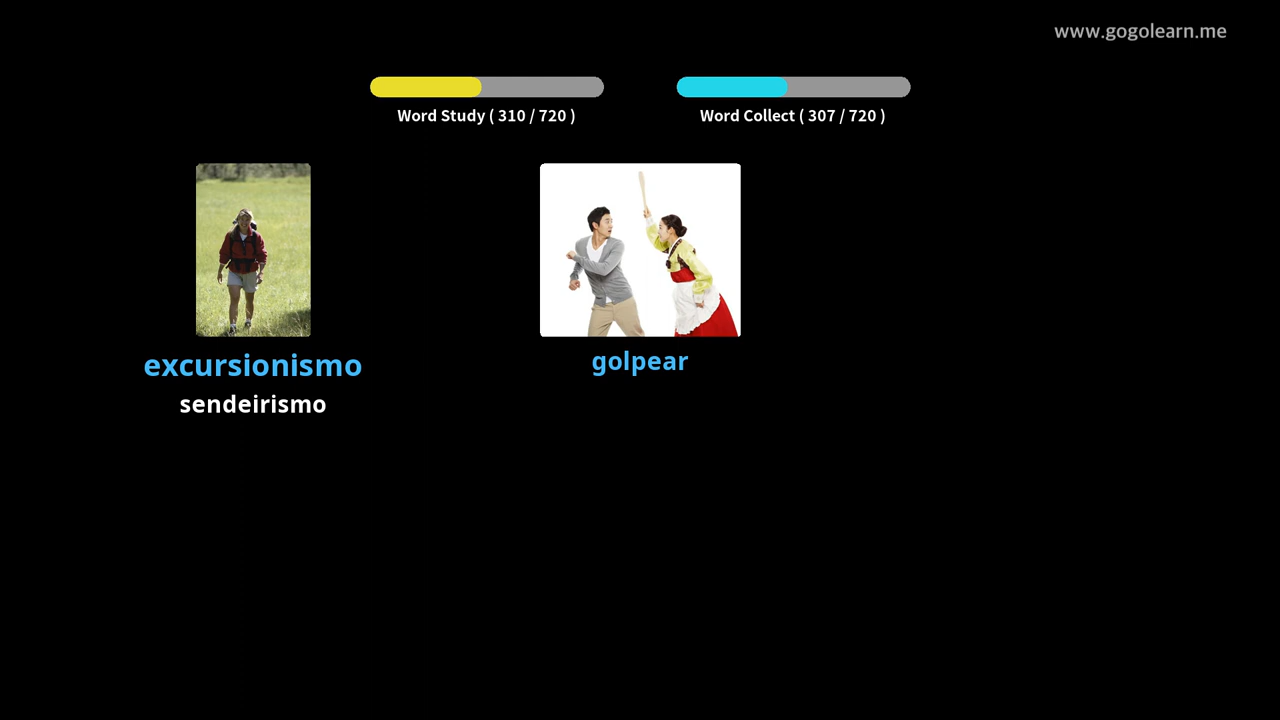 www.gogolearn.me
Word Study ( 310 / 720 )
Word Collect ( 307 / 720 )
excursionismo
sendeirismo
golpear